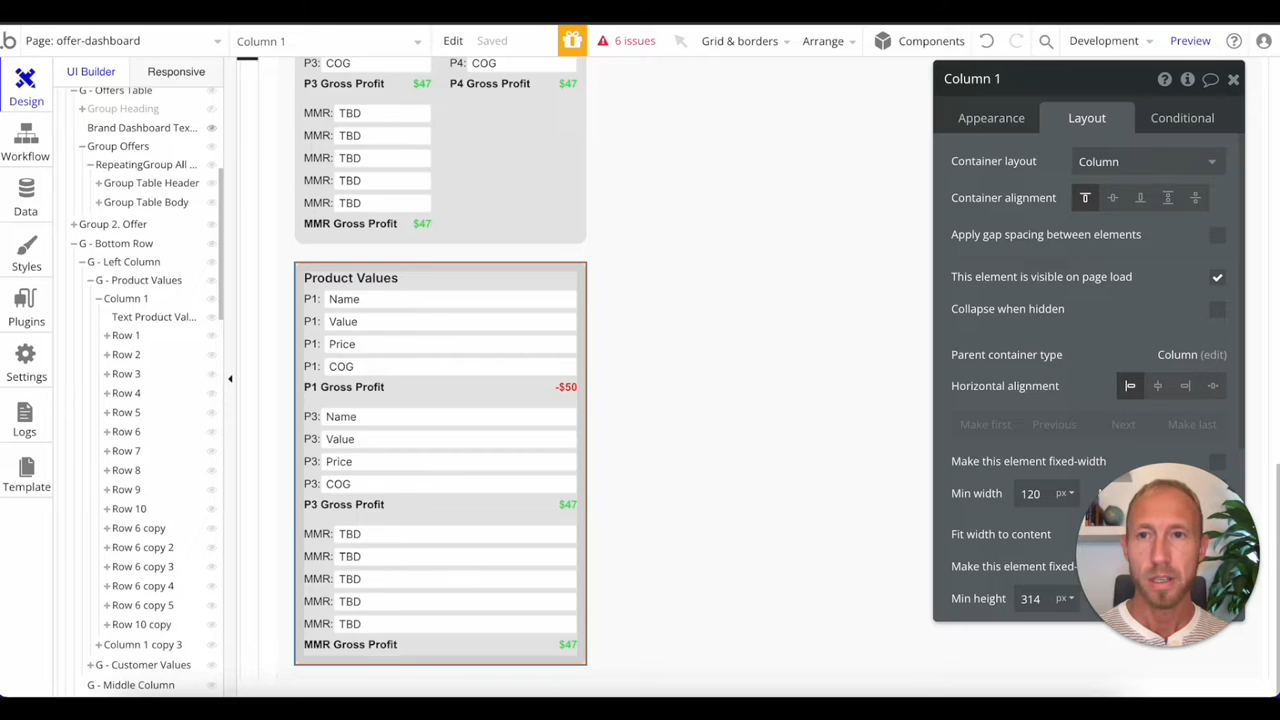 .b Page: offer-dashboard Column 1 Edit Saved 6 issues Grid & borders Arrange Components Development Preview
Design
Workflow
Data
Styles
Plugins
Settings
Logs
Template
UI Builder Responsive
G - Offers Table
Group Heading
Brand Dashboard Tex...
Group Offers
RepeatingGroup All ...
Group Table Header
Group Table Body
Group 2. Offer
G - Bottom Row
G - Left Column
G - Product Values
Column 1
Text Product Val...
Row 1
Row 2
Row 3
Row 4
Row 5
Row 6
Row 7
Row 8
Row 9
Row 10
Row 6 copy
Row 6 copy 2
Row 6 copy 3
Row 6 copy 4
Row 6 copy 5
Row 10 copy
Column 1 copy 3
G - Customer Values
G - Middle Column
P3: COG P4: COG
P3 Gross Profit $47 P4 Gross Profit $47
MMR: TBD
MMR: TBD
MMR: TBD
MMR: TBD
MMR: TBD
MMR Gross Profit $47
Product Values
P1: Name
P1: Value
P1: Price
P1: COG
P1 Gross Profit -$50
P3: Name
P3: Value
P3: Price
P3: COG
P3 Gross Profit $47
MMR: TBD
MMR: TBD
MMR: TBD
MMR: TBD
MMR: TBD
MMR Gross Profit $47
Column 1
Appearance Layout Conditional
Container layout Column
Container alignment
Apply gap spacing between elements
This element is visible on page load
Collapse when hidden
Parent container type Column (edit)
Horizontal alignment
Make first Previous Next Make last
Make this element fixed-width
Min width 120 px
Fit width to content
Make this element fixed-
Min height 314 px